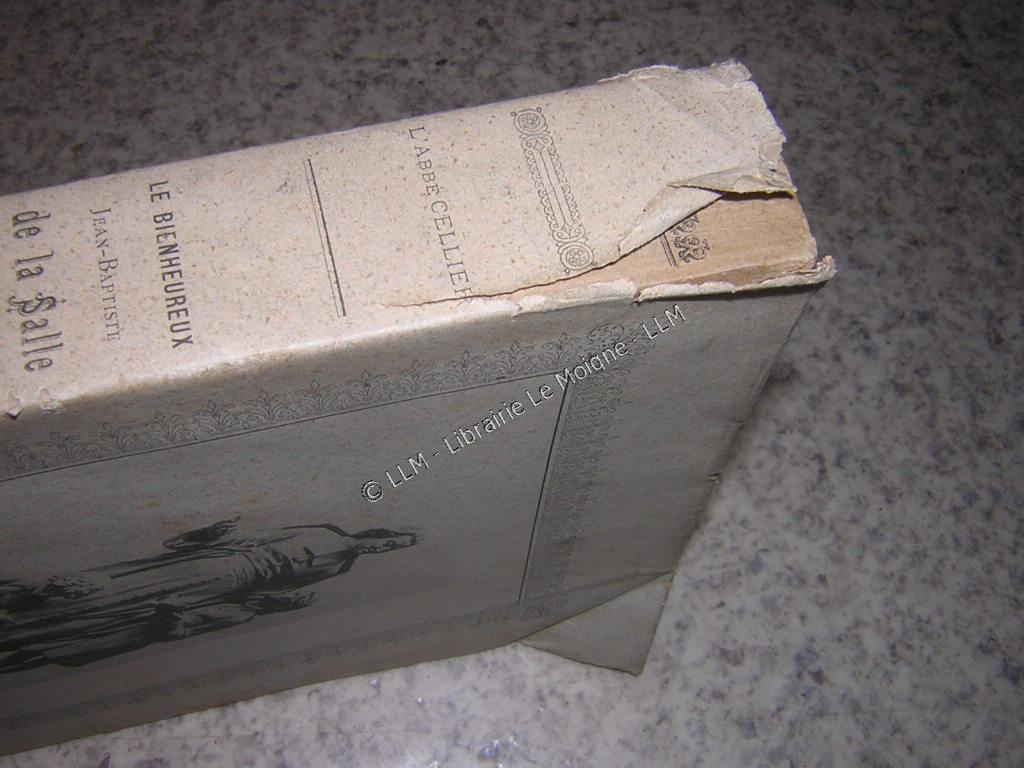 L'ABBÉ CELLIER
LE BIENHEUREUX
JEAN-BAPTISTE
de la Salle
© LLM - Librairie Le Moigne - LLM